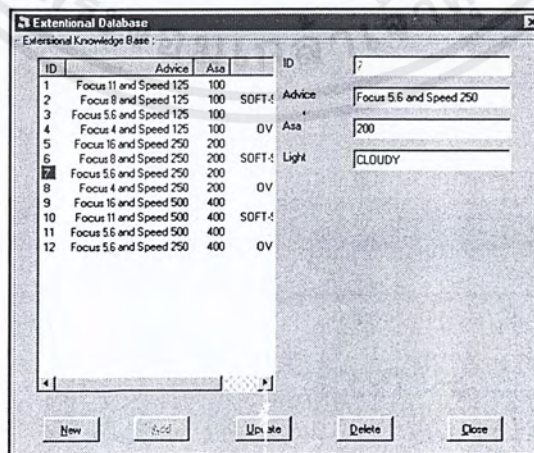 Extentional Database
Extersional Knowledge Base :
ID Advice Asa
1 Focus 11 and Speed 125 100
2 Focus 8 and Speed 125 100 SOFT-S
3 Focus 5.6 and Speed 125 100
4 Focus 4 and Speed 125 100 OV
5 Focus 16 and Speed 250 200
6 Focus 8 and Speed 250 200 SOFT-S
7 Focus 5.6 and Speed 250 200
8 Focus 4 and Speed 250 200 OV
9 Focus 16 and Speed 500 400
10 Focus 11 and Speed 500 400 SOFT-S
11 Focus 5.6 and Speed 500 400
12 Focus 5.6 and Speed 250 400 OV
ID 7
Advice Focus 5.6 and Speed 250
Asa 200
Light CLOUDY
New Add Update Delete Close